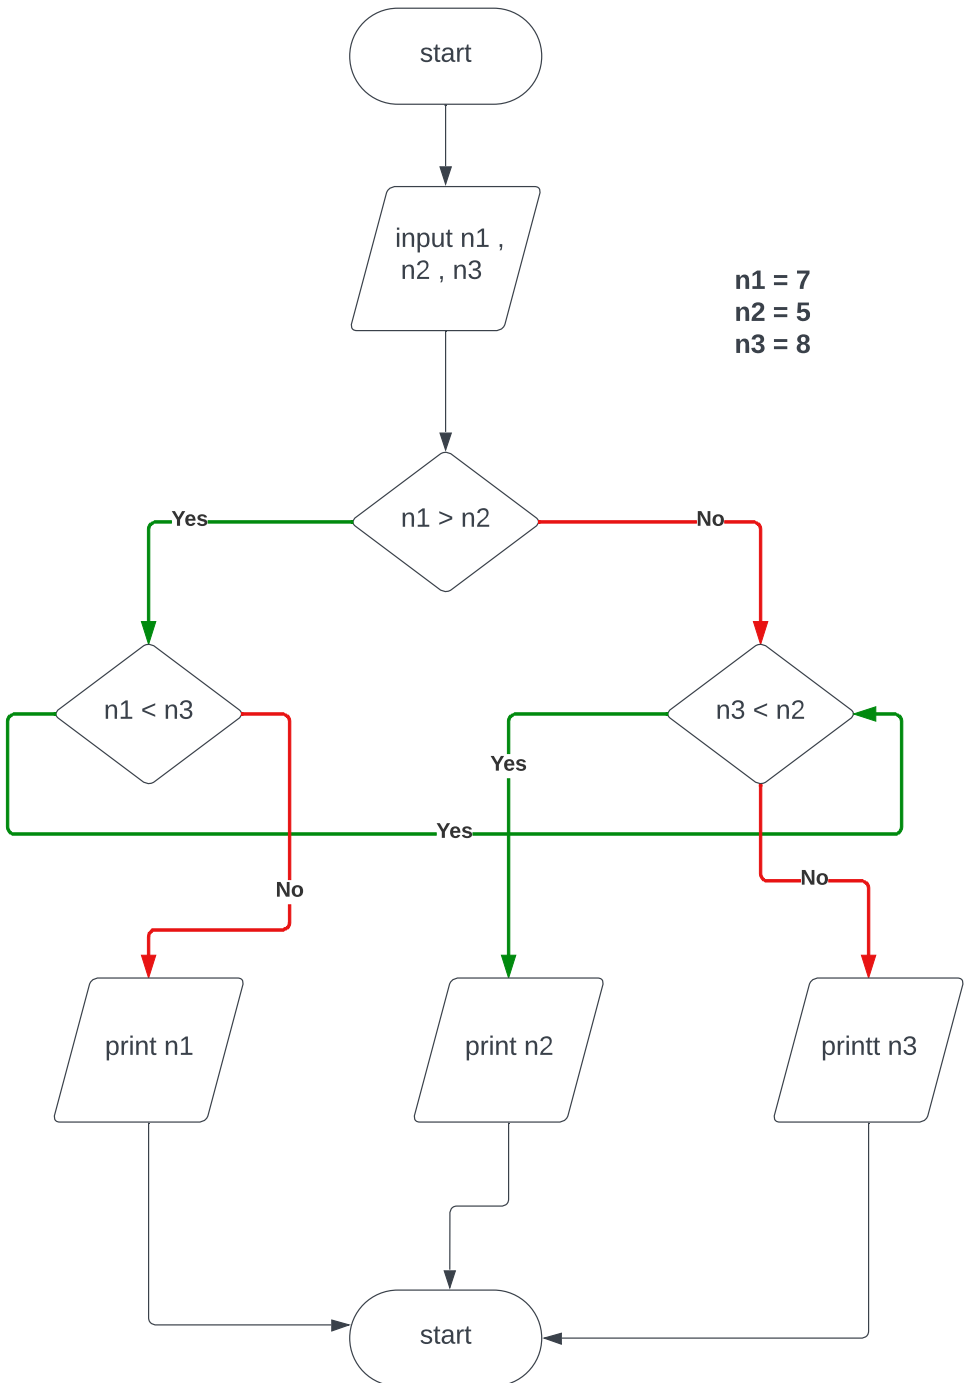 start
input n1 ,
n2 , n3
n1 = 7
n2 = 5
n3 = 8
n1 > n2
Yes
No
n1 < n3
n3 < n2
Yes
Yes
No
No
print n1
print n2
printt n3
start